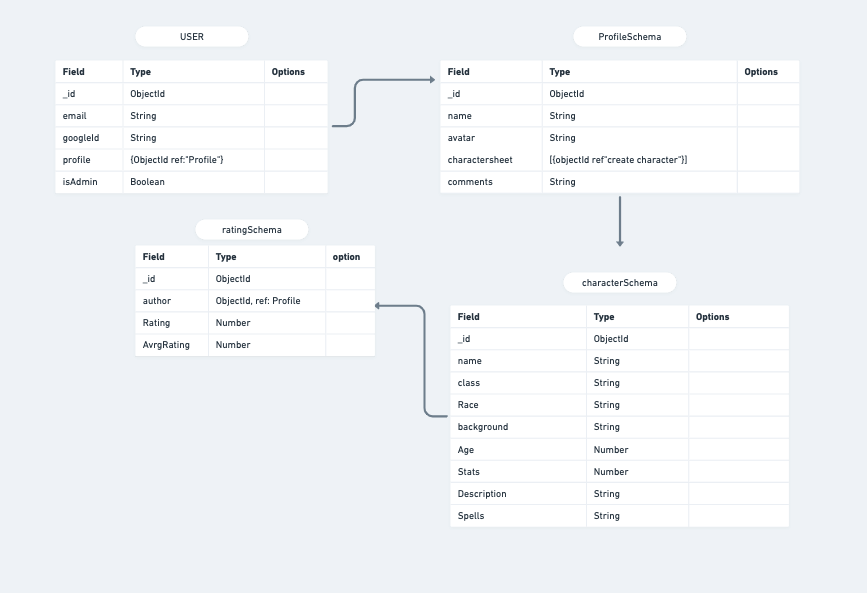 USER
Field Type Options
_id ObjectId
email String
googleId String
profile {ObjectId ref:"Profile"}
isAdmin Boolean
ProfileSchema
Field Type Options
_id ObjectId
name String
avatar String
charactersheet [{objectId ref"create character"}]
comments String
ratingSchema
Field Type option
_id ObjectId
author ObjectId, ref: Profile
Rating Number
AvrgRating Number
characterSchema
Field Type Options
_id ObjectId
name String
class String
Race String
background String
Age Number
Stats Number
Description String
Spells String